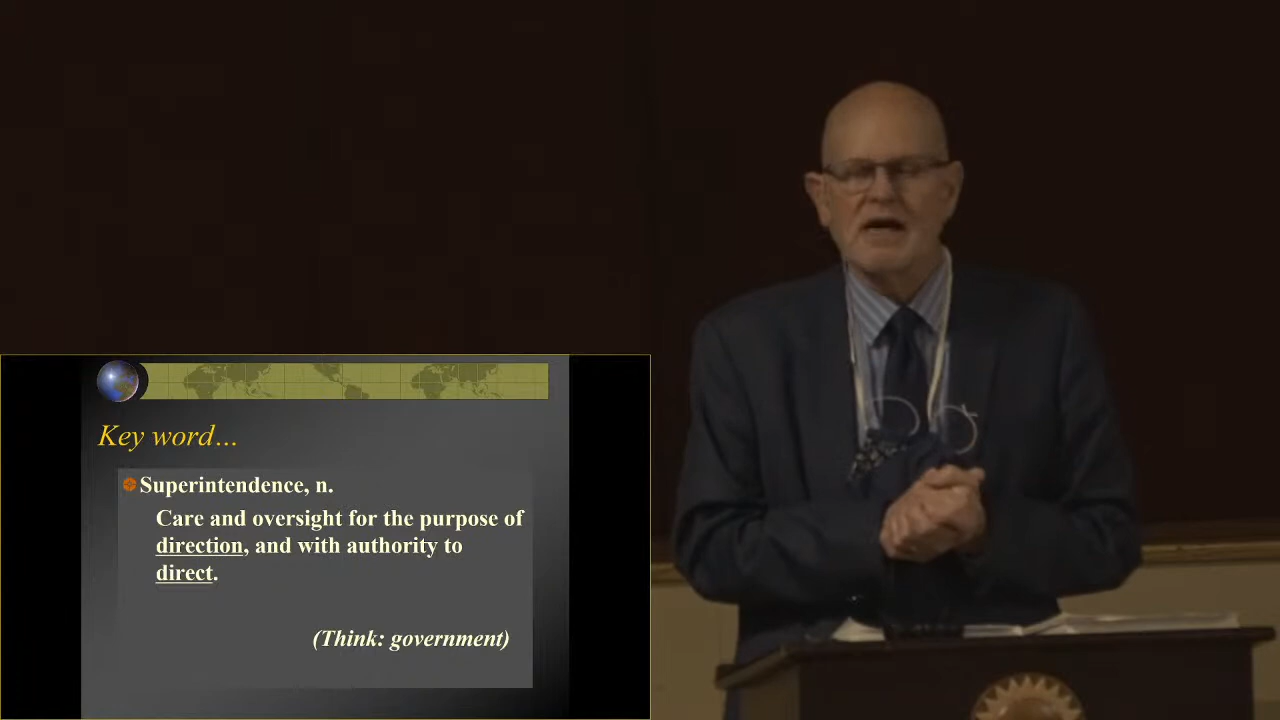 Key word…
Superintendence, n.
Care and oversight for the purpose of
direction, and with authority to
direct.
(Think: government)